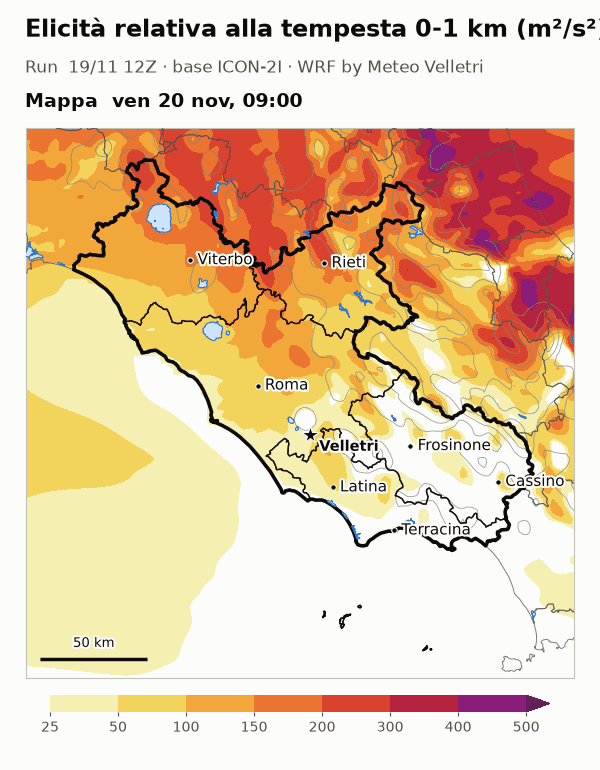 Elicità relativa alla tempesta 0-1 km (m²/s²)
Run  19/11 12Z · base ICON-2I · WRF by Meteo Velletri
Mappa  ven 20 nov, 09:00
Viterbo
Rieti
Roma
Velletri
Frosinone
Latina
Cassino
Terracina
50 km
25 50 100 150 200 300 400 500